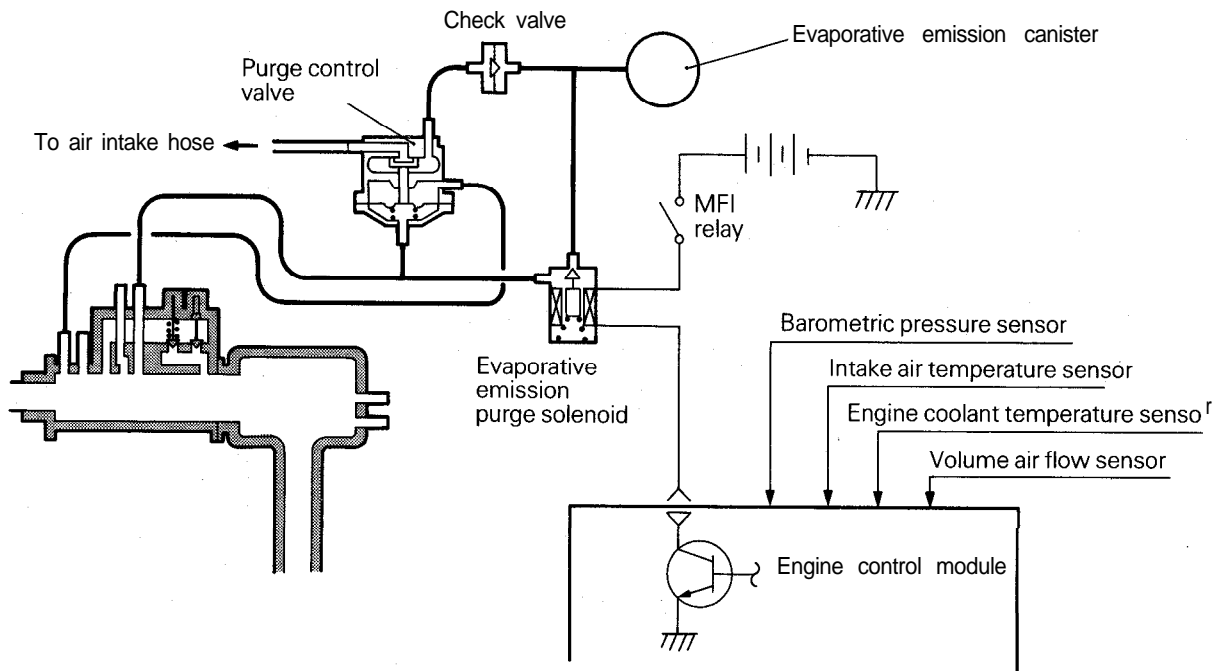 Check valve
Evaporative emission canister
Purge control
valve
To air intake hose
MFI
relay
Evaporative
emission
purge solenoid
Barometric pressure sensor
Intake air temperature sensor
Engine coolant temperature sensor
Volume air flow sensor
Engine control module